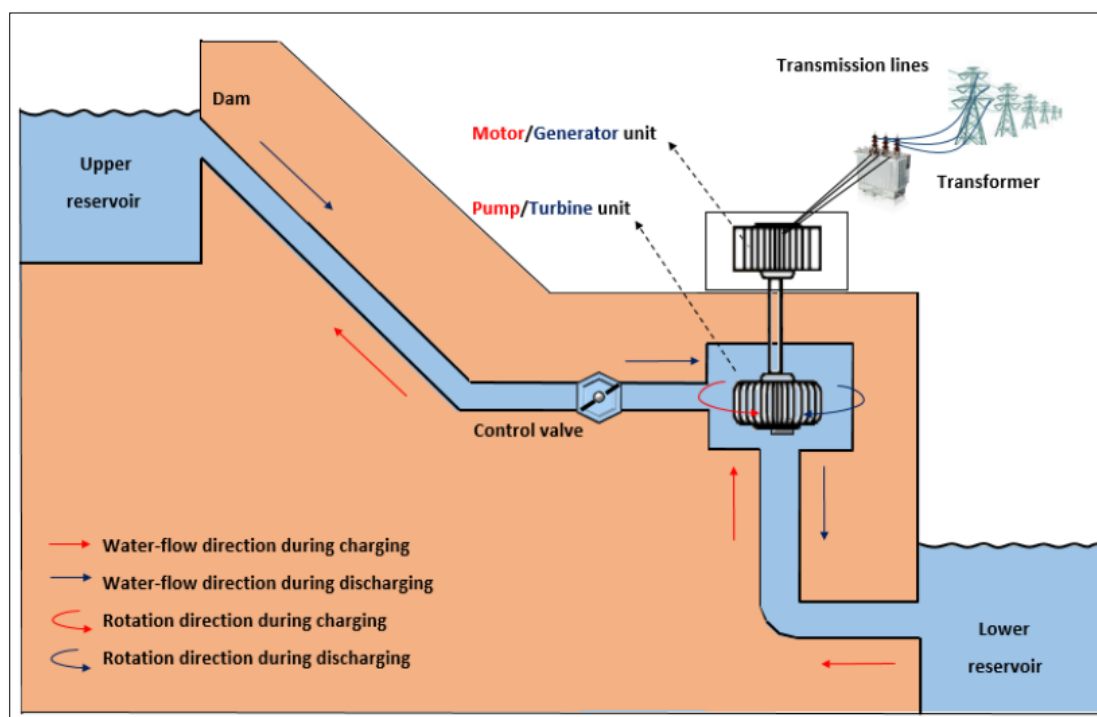 Transmission lines
Dam
Motor/Generator unit
Upper
reservoir
Transformer
Pump/Turbine unit
Control valve
Water-flow direction during charging
Water-flow direction during discharging
Rotation direction during charging
Rotation direction during discharging
Lower
reservoir